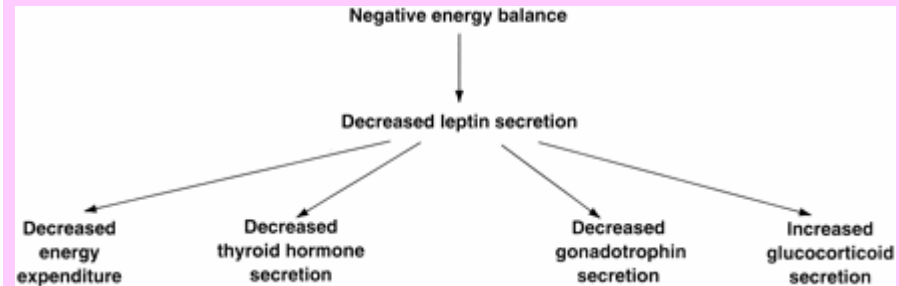 Negative energy balance
Decreased leptin secretion
Decreased
energy
expenditure
Decreased
thyroid hormone
secretion
Decreased
gonadotrophin
secretion
Increased
glucocorticoid
secretion